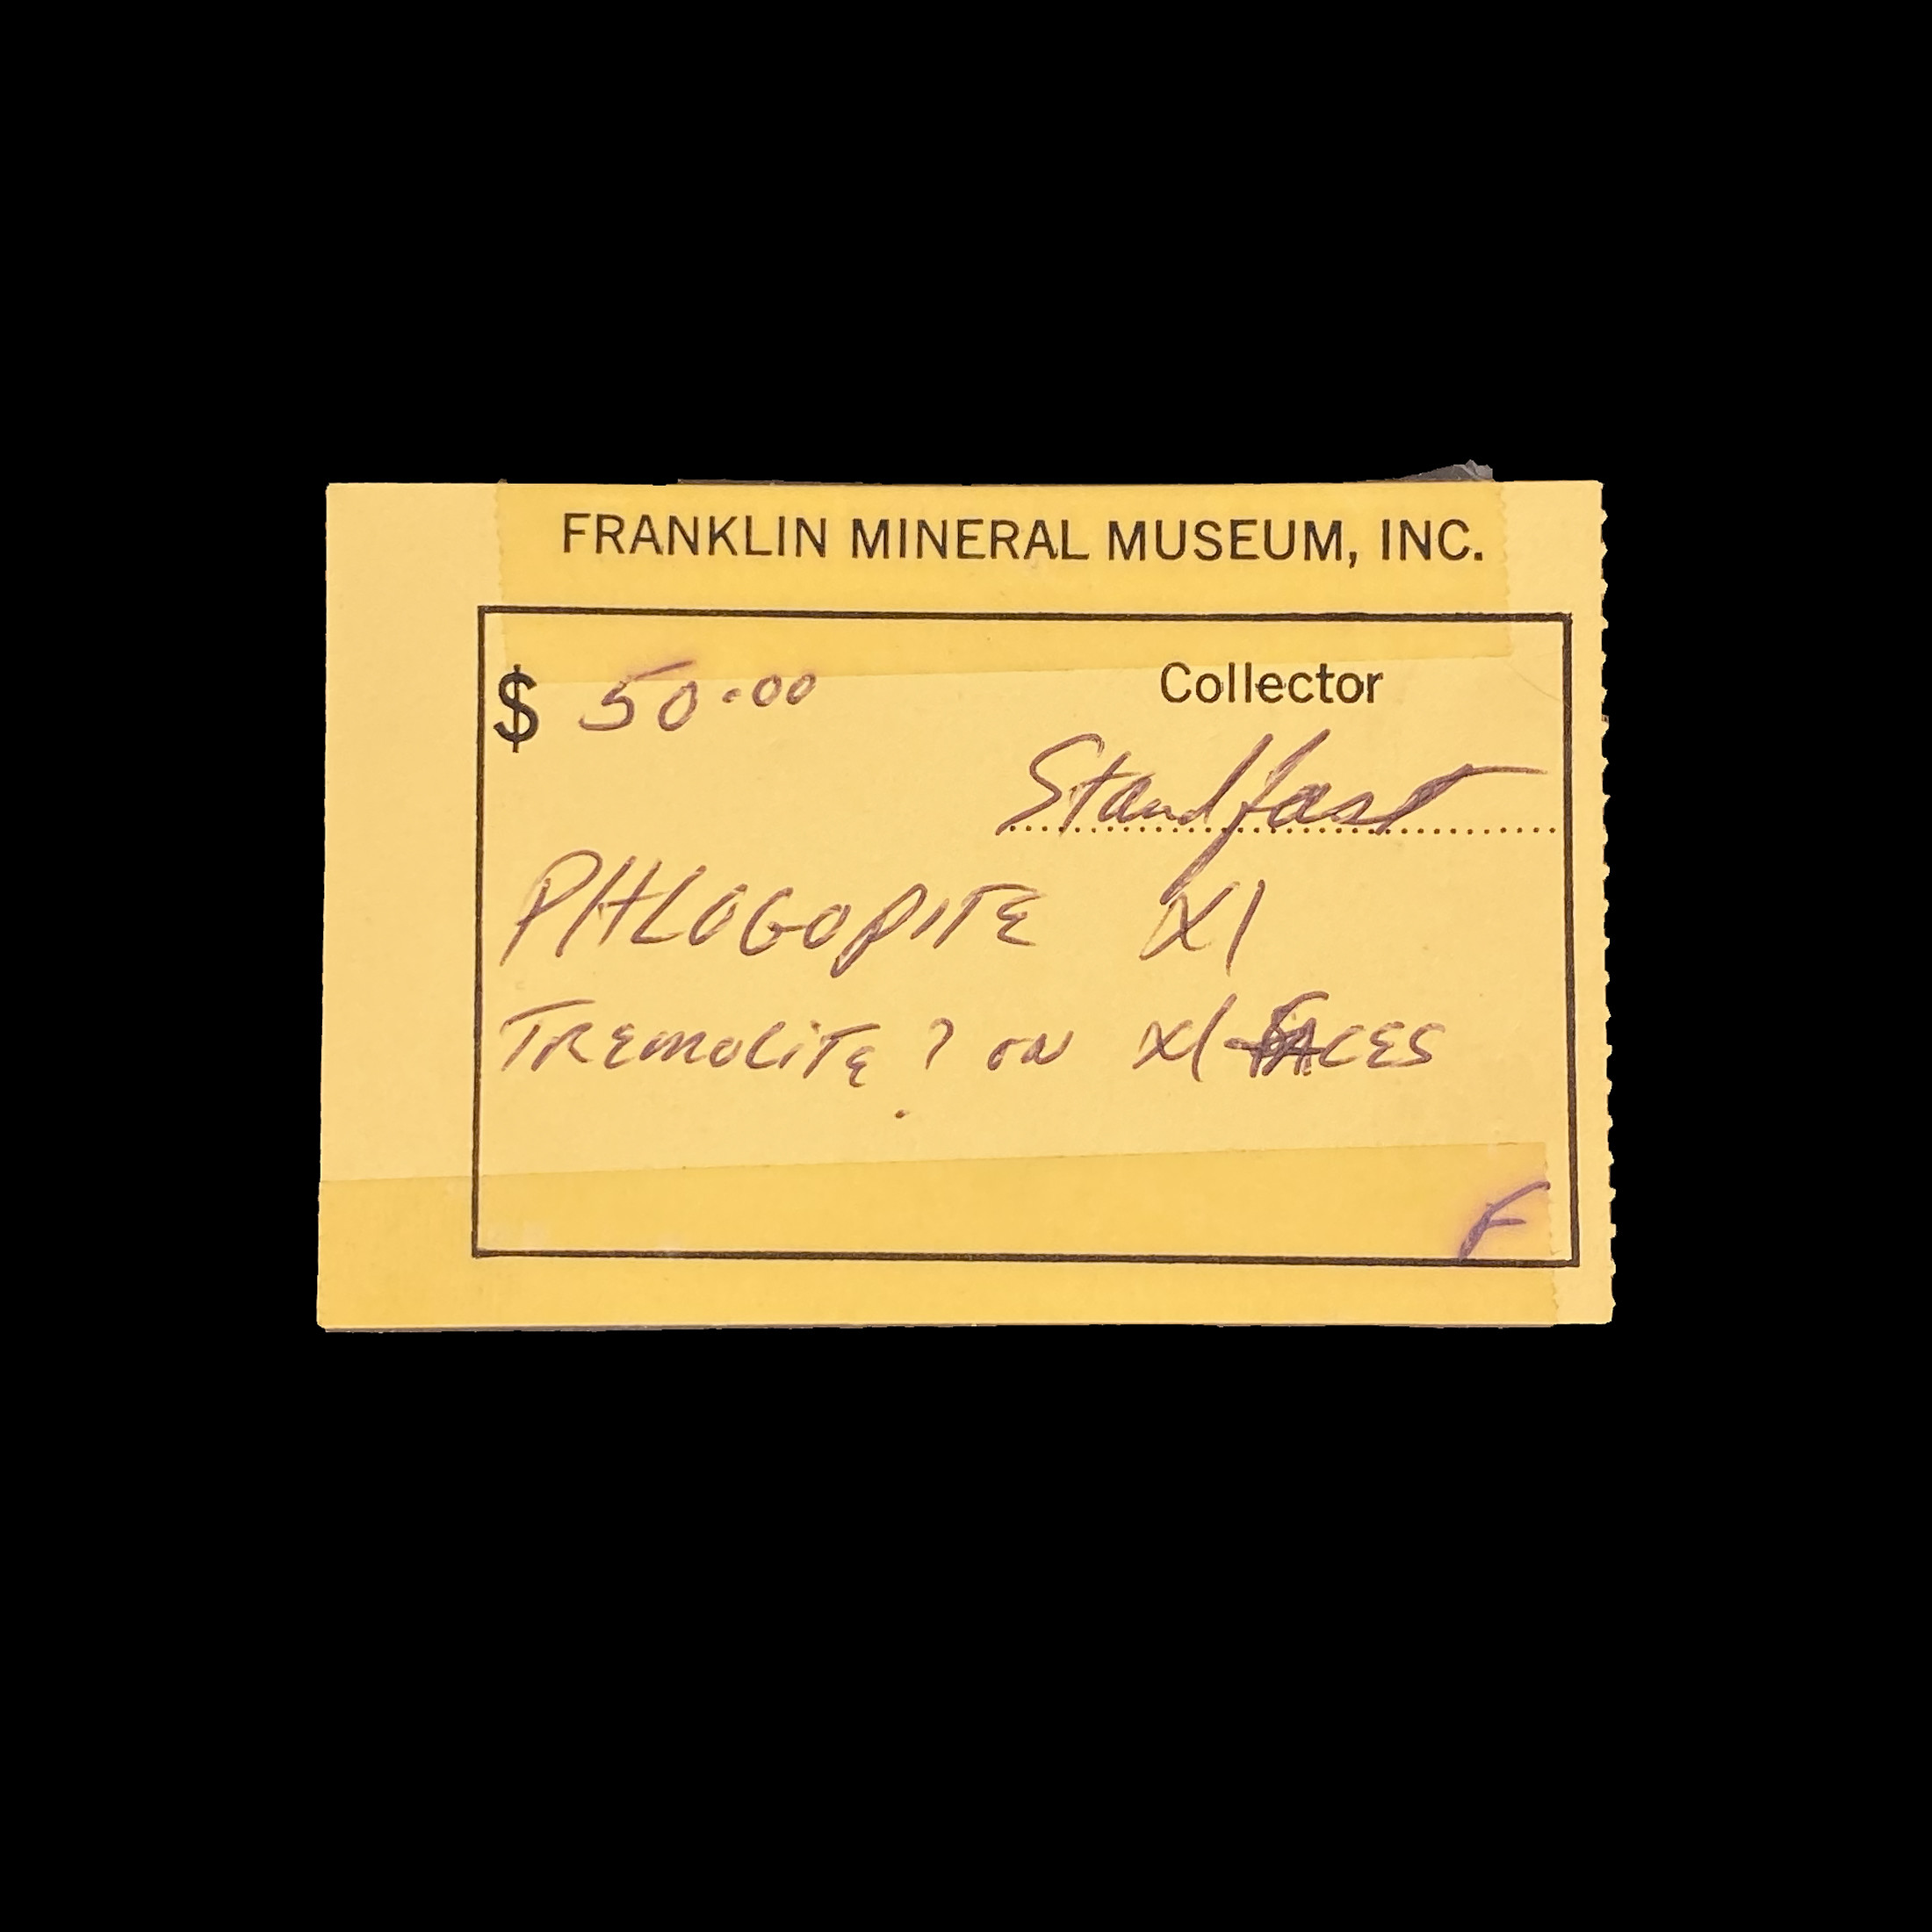 FRANKLIN MINERAL MUSEUM, INC.
$ 50.00 Collector
Standfast
PHLOGOPITE Xl
TREMOLITE ? ON Xl FACES
F